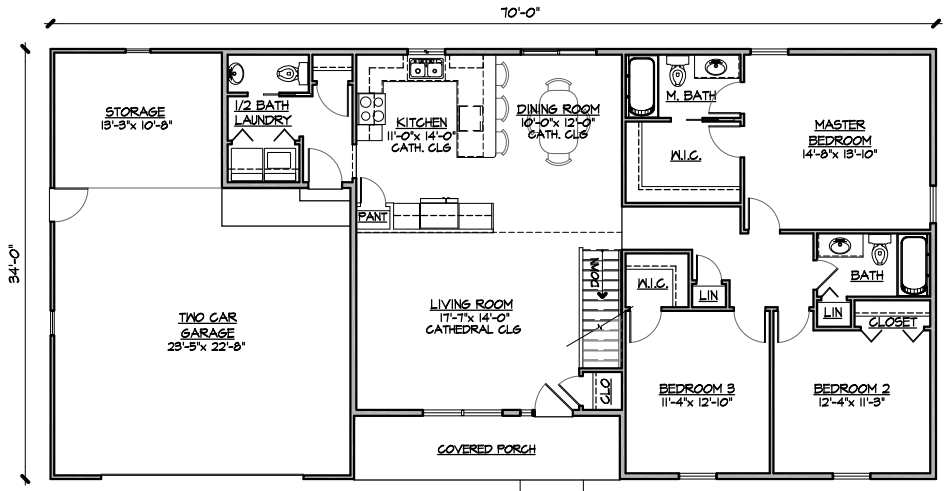 70'-0"
34'-0"
STORAGE
13'-3"x 10'-8"
1/2 BATH
LAUNDRY
KITCHEN
11'-0"x 14'-0"
CATH. CLG
DINING ROOM
10'-0"x 12'-0"
CATH. CLG
M. BATH
W.I.C.
MASTER
BEDROOM
14'-8"x 13'-10"
PANT
TWO CAR
GARAGE
23'-5"x 22'-8"
LIVING ROOM
17'-7"x 14'-0"
CATHEDRAL CLG
DOWN
W.I.C.
LIN
BATH
LIN
CLOSET
CLO
BEDROOM 3
11'-4"x 12'-10"
BEDROOM 2
12'-4"x 11'-3"
COVERED PORCH